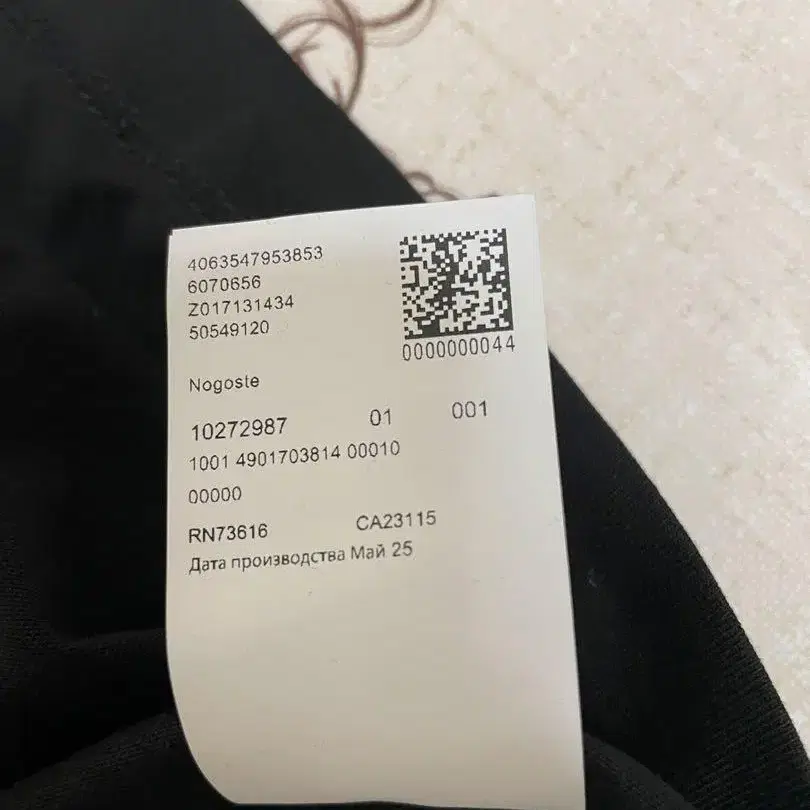 4063547953853
6070656
Z017131434
50549120
0000000044
Nogoste
10272987 01 001
1001 4901703814 00010
00000
RN73616 CA23115
Дата производства Май 25